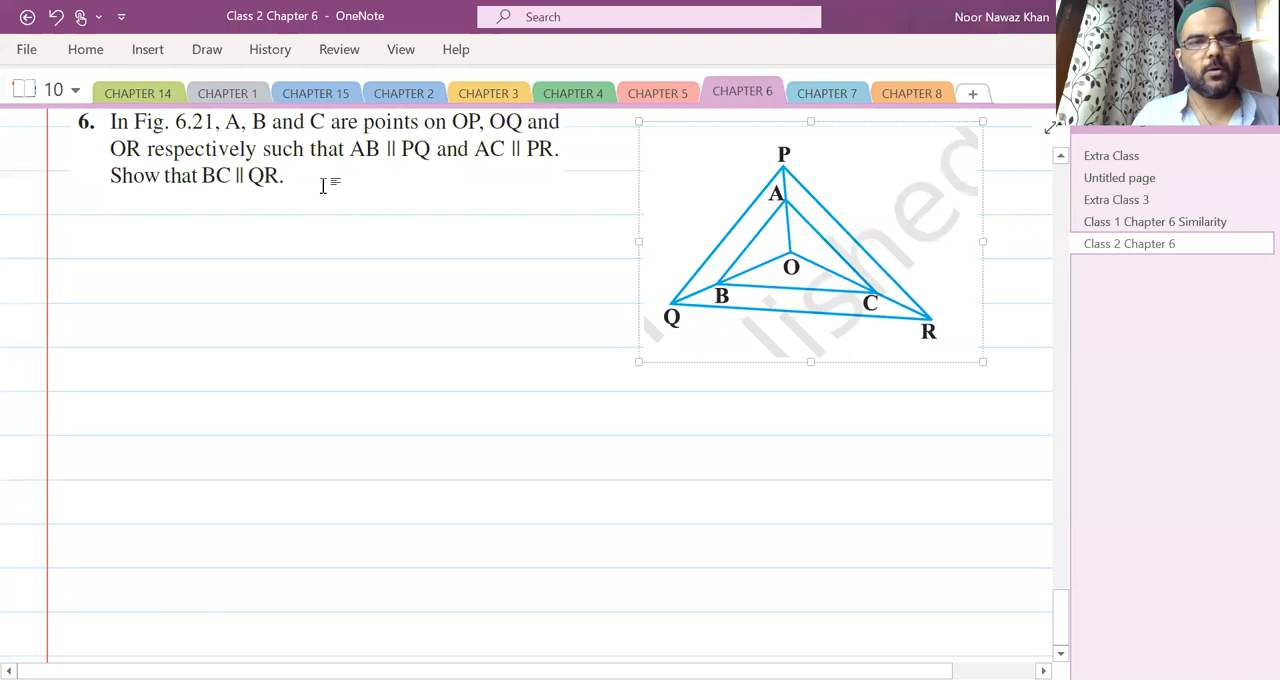 Class 2 Chapter 6 - OneNote
Search
Noor Nawaz Khan
File Home Insert Draw History Review View Help
10 CHAPTER 14 CHAPTER 1 CHAPTER 15 CHAPTER 2 CHAPTER 3 CHAPTER 4 CHAPTER 5 CHAPTER 6 CHAPTER 7 CHAPTER 8 +
6. In Fig. 6.21, A, B and C are points on OP, OQ and
OR respectively such that AB || PQ and AC || PR.
Show that BC || QR.
P
A
O
B
C
Q
R
lished
Extra Class
Untitled page
Extra Class 3
Class 1 Chapter 6 Similarity
Class 2 Chapter 6